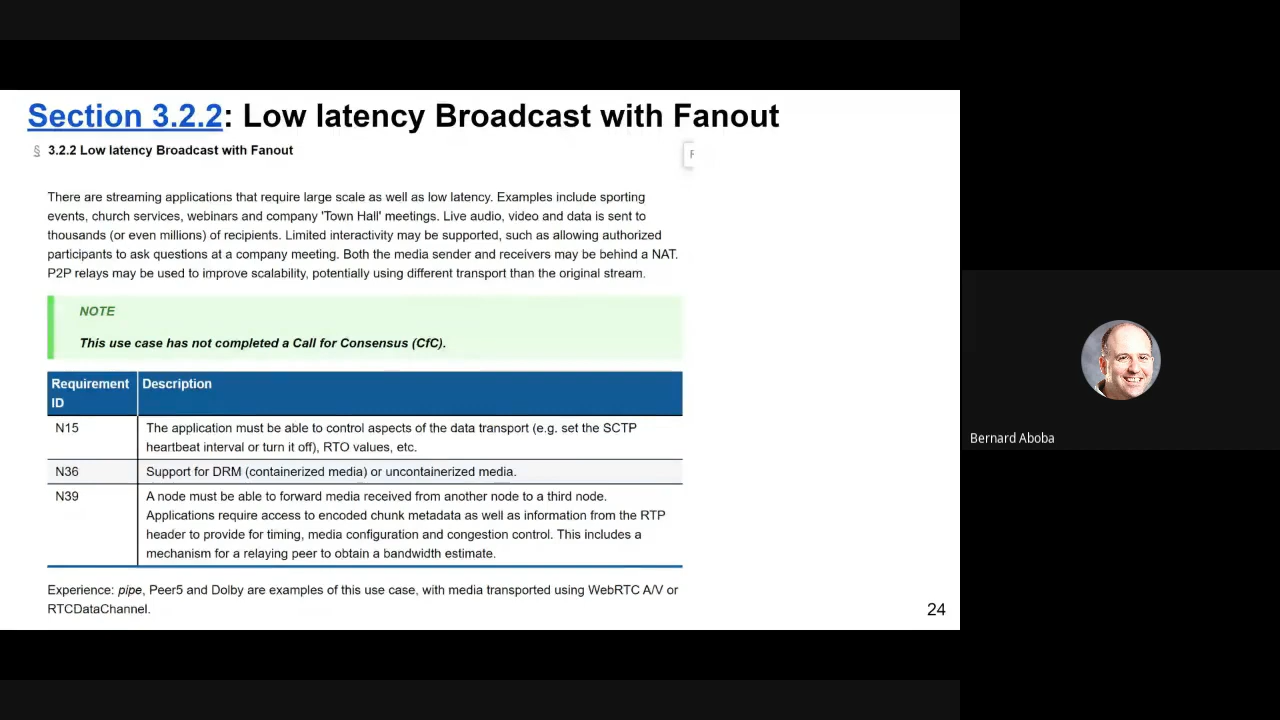 Section 3.2.2: Low latency Broadcast with Fanout
§ 3.2.2 Low latency Broadcast with Fanout
F
There are streaming applications that require large scale as well as low latency. Examples include sporting
events, church services, webinars and company 'Town Hall' meetings. Live audio, video and data is sent to
thousands (or even millions) of recipients. Limited interactivity may be supported, such as allowing authorized
participants to ask questions at a company meeting. Both the media sender and receivers may be behind a NAT.
P2P relays may be used to improve scalability, potentially using different transport than the original stream.
NOTE
This use case has not completed a Call for Consensus (CfC).
Requirement ID Description
N15 The application must be able to control aspects of the data transport (e.g. set the SCTP
heartbeat interval or turn it off), RTO values, etc.
N36 Support for DRM (containerized media) or uncontainerized media.
N39 A node must be able to forward media received from another node to a third node.
Applications require access to encoded chunk metadata as well as information from the RTP
header to provide for timing, media configuration and congestion control. This includes a
mechanism for a relaying peer to obtain a bandwidth estimate.
Experience: pipe, Peer5 and Dolby are examples of this use case, with media transported using WebRTC A/V or
RTCDataChannel.
24
Bernard Aboba